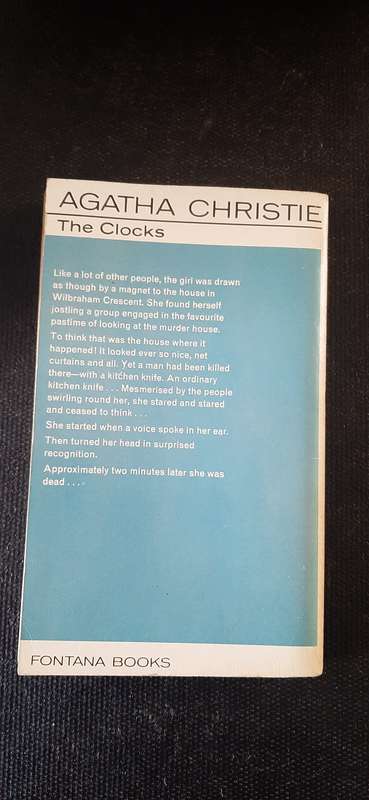 AGATHA CHRISTIE
The Clocks
Like a lot of other people, the girl was drawn
as though by a magnet to the house in
Wilbraham Crescent. She found herself
jostling a group engaged in the favourite
pastime of looking at the murder house.
To think that was the house where it
happened! It looked ever so nice, net
curtains and all. Yet a man had been killed
there—with a kitchen knife. An ordinary
kitchen knife . . . Mesmerised by the people
swirling round her, she stared and stared
and ceased to think . . .
She started when a voice spoke in her ear.
Then turned her head in surprised
recognition.
Approximately two minutes later she was
dead . . .
FONTANA BOOKS